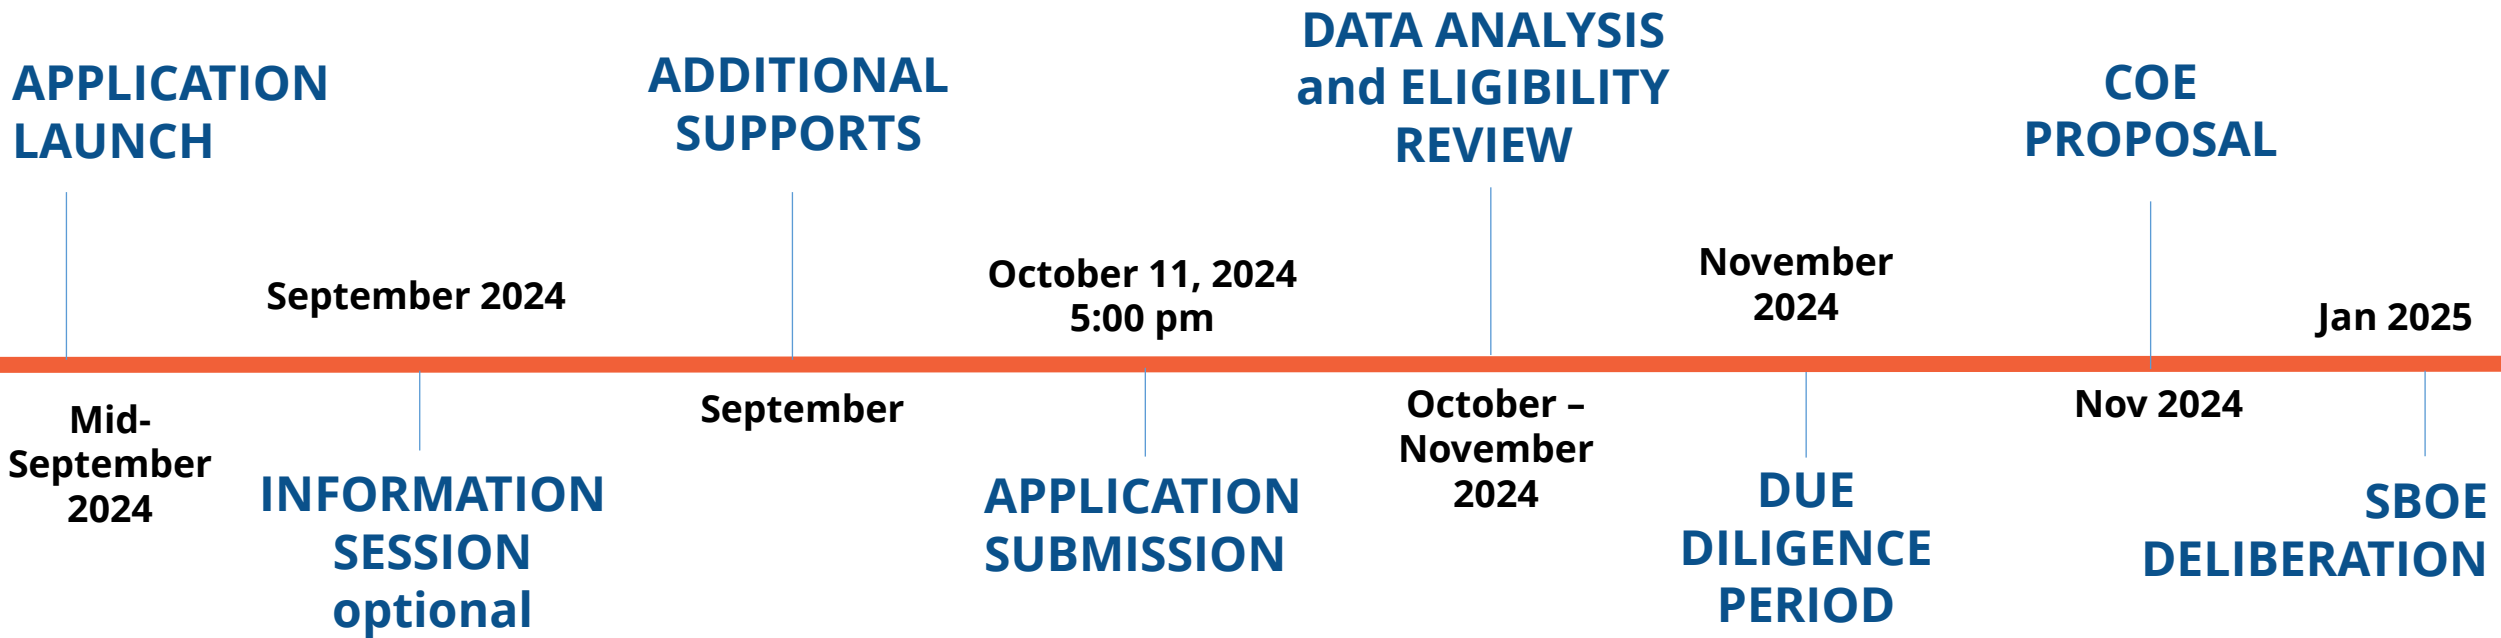 APPLICATION
LAUNCH
Mid-
September
2024
September 2024
INFORMATION
SESSION
optional
ADDITIONAL
SUPPORTS
September
October 11, 2024
5:00 pm
APPLICATION
SUBMISSION
DATA ANALYSIS
and ELIGIBILITY
REVIEW
October –
November
2024
November
2024
DUE
DILIGENCE
PERIOD
COE
PROPOSAL
Nov 2024
Jan 2025
SBOE
DELIBERATION